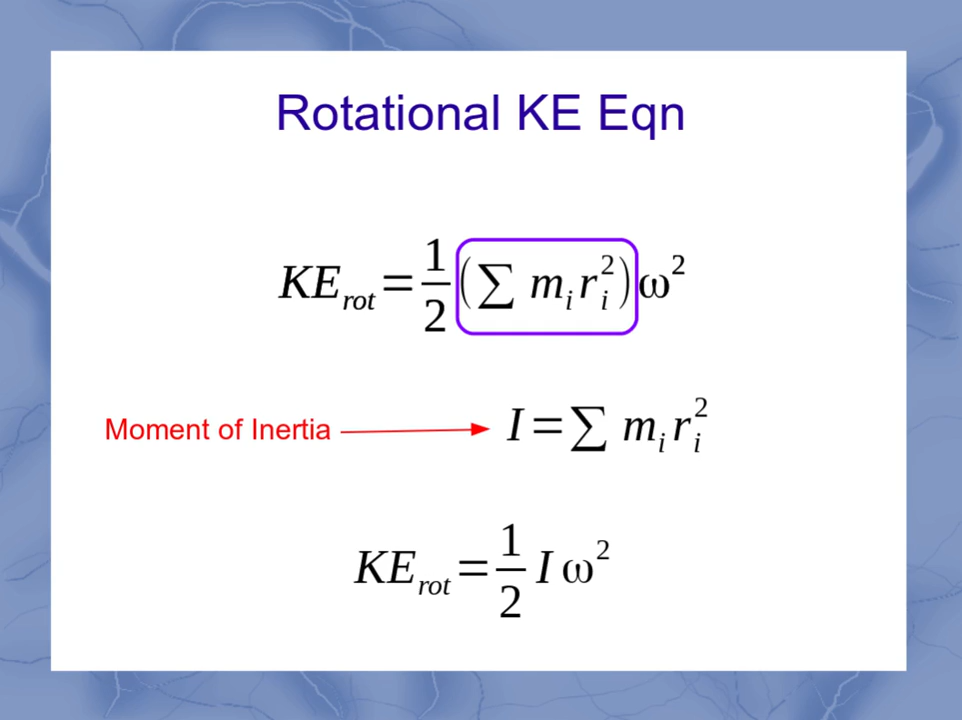 Rotational KE Eqn
KE_rot = 1/2 (∑ m_i r_i^2) ω^2
Moment of Inertia
I = ∑ m_i r_i^2
KE_rot = 1/2 I ω^2